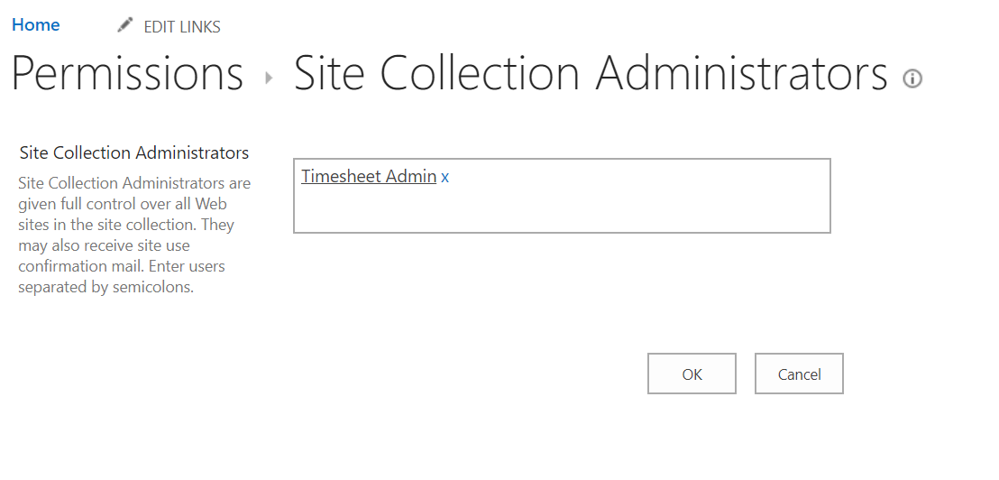 Home EDIT LINKS
Permissions Site Collection Administrators
Site Collection Administrators
Site Collection Administrators are
given full control over all Web
sites in the site collection. They
may also receive site use
confirmation mail. Enter users
separated by semicolons.
Timesheet Admin x
OK Cancel